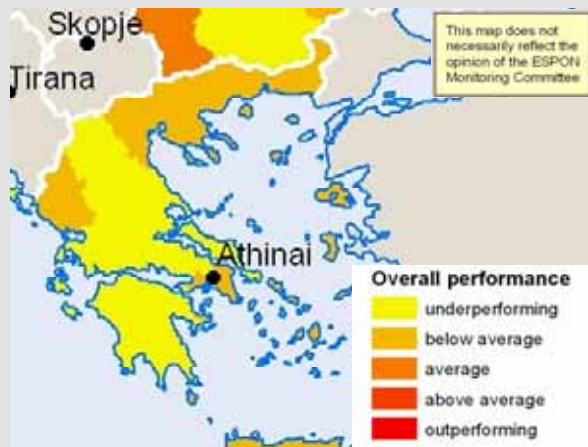 Skopje
This map does not
necessarily reflect the
opinion of the ESPON
Monitoring Committee
Tirana
Athinai
Overall performance
underperforming
below average
average
above average
outperforming